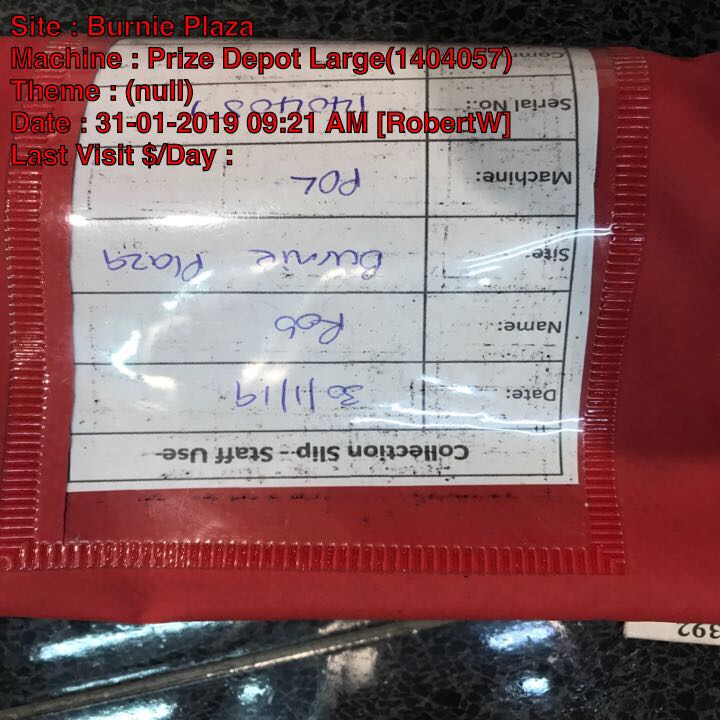 Site : Burnie Plaza
Machine : Prize Depot Large(1404057)
Theme : (null)
Date : 31-01-2019 09:21 AM [RobertW]
Last Visit $/Day :
Collection Slip - Staff Use-
Date: 30/1/19
Name: Rob
Site: Burnie Plaza
Machine: PDL
Serial No.: 1404057
392